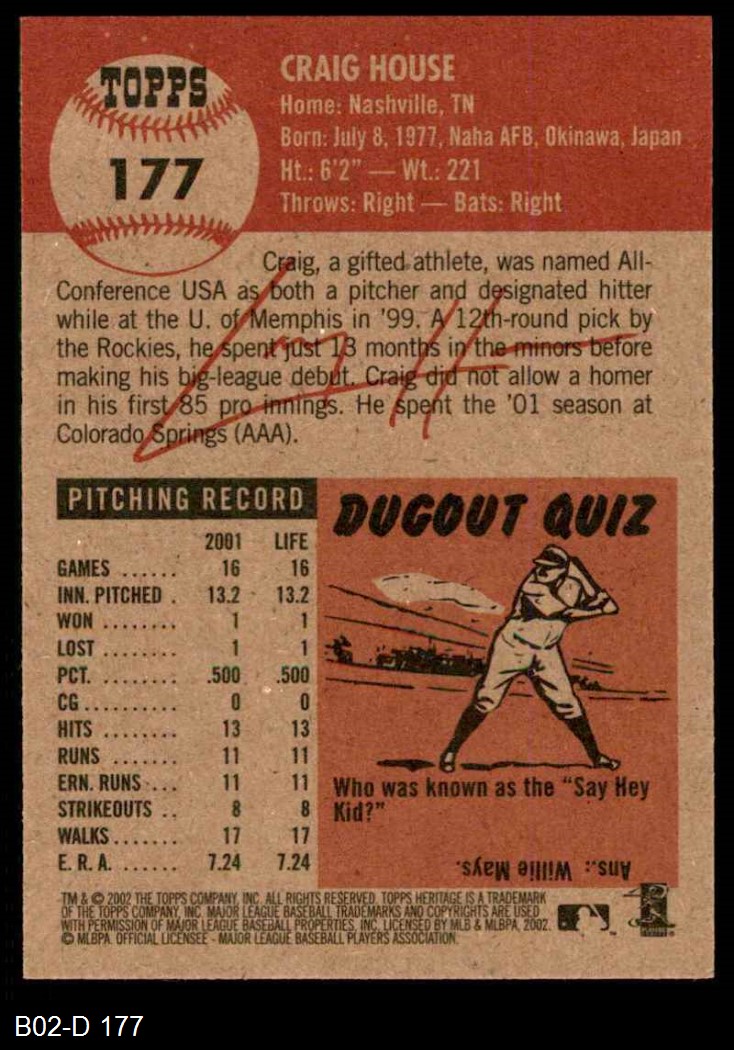 TOPPS
177
CRAIG HOUSE
Home: Nashville, TN
Born: July 8, 1977, Naha AFB, Okinawa, Japan
Ht.: 6'2" — Wt.: 221
Throws: Right — Bats: Right
Craig, a gifted athlete, was named All-
Conference USA as both a pitcher and designated hitter
while at the U. of Memphis in '99. A 12th-round pick by
the Rockies, he spent just 13 months in the minors before
making his big-league debut. Craig did not allow a homer
in his first 85 pro innings. He spent the '01 season at
Colorado Springs (AAA).
PITCHING RECORD
2001 LIFE
GAMES ...... 16 16
INN. PITCHED . 13.2 13.2
WON ........ 1 1
LOST ........ 1 1
PCT. ........ .500 .500
CG .......... 0 0
HITS ........ 13 13
RUNS ....... 11 11
ERN. RUNS ... 11 11
STRIKEOUTS .. 8 8
WALKS ....... 17 17
E. R. A. ...... 7.24 7.24
DUGOUT QUIZ
Who was known as the "Say Hey
Kid?"
Ans.: Willie Mays.
TM & © 2002 THE TOPPS COMPANY, INC. ALL RIGHTS RESERVED. TOPPS HERITAGE IS A TRADEMARK
OF THE TOPPS COMPANY, INC. MAJOR LEAGUE BASEBALL TRADEMARKS AND COPYRIGHTS ARE USED
WITH PERMISSION OF MAJOR LEAGUE BASEBALL PROPERTIES, INC. LICENSED BY MLB & MLBPA, 2002.
© MLBPA. OFFICIAL LICENSEE - MAJOR LEAGUE BASEBALL PLAYERS ASSOCIATION.
B02-D 177